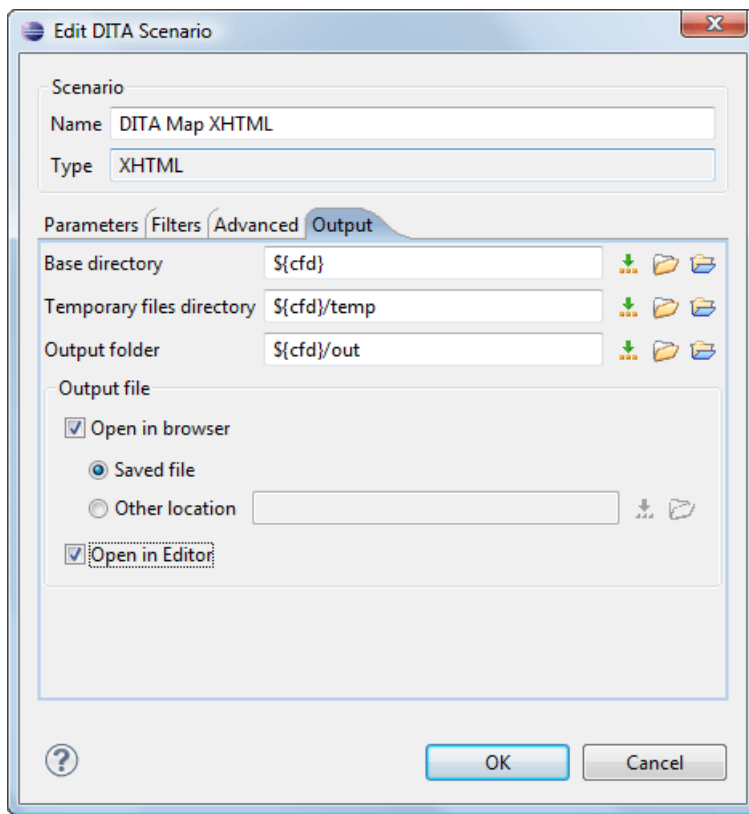 Edit DITA Scenario
Scenario
Name DITA Map XHTML
Type XHTML
Parameters Filters Advanced Output
Base directory ${cfd}
Temporary files directory ${cfd}/temp
Output folder ${cfd}/out
Output file
Open in browser
Saved file
Other location
Open in Editor
OK Cancel